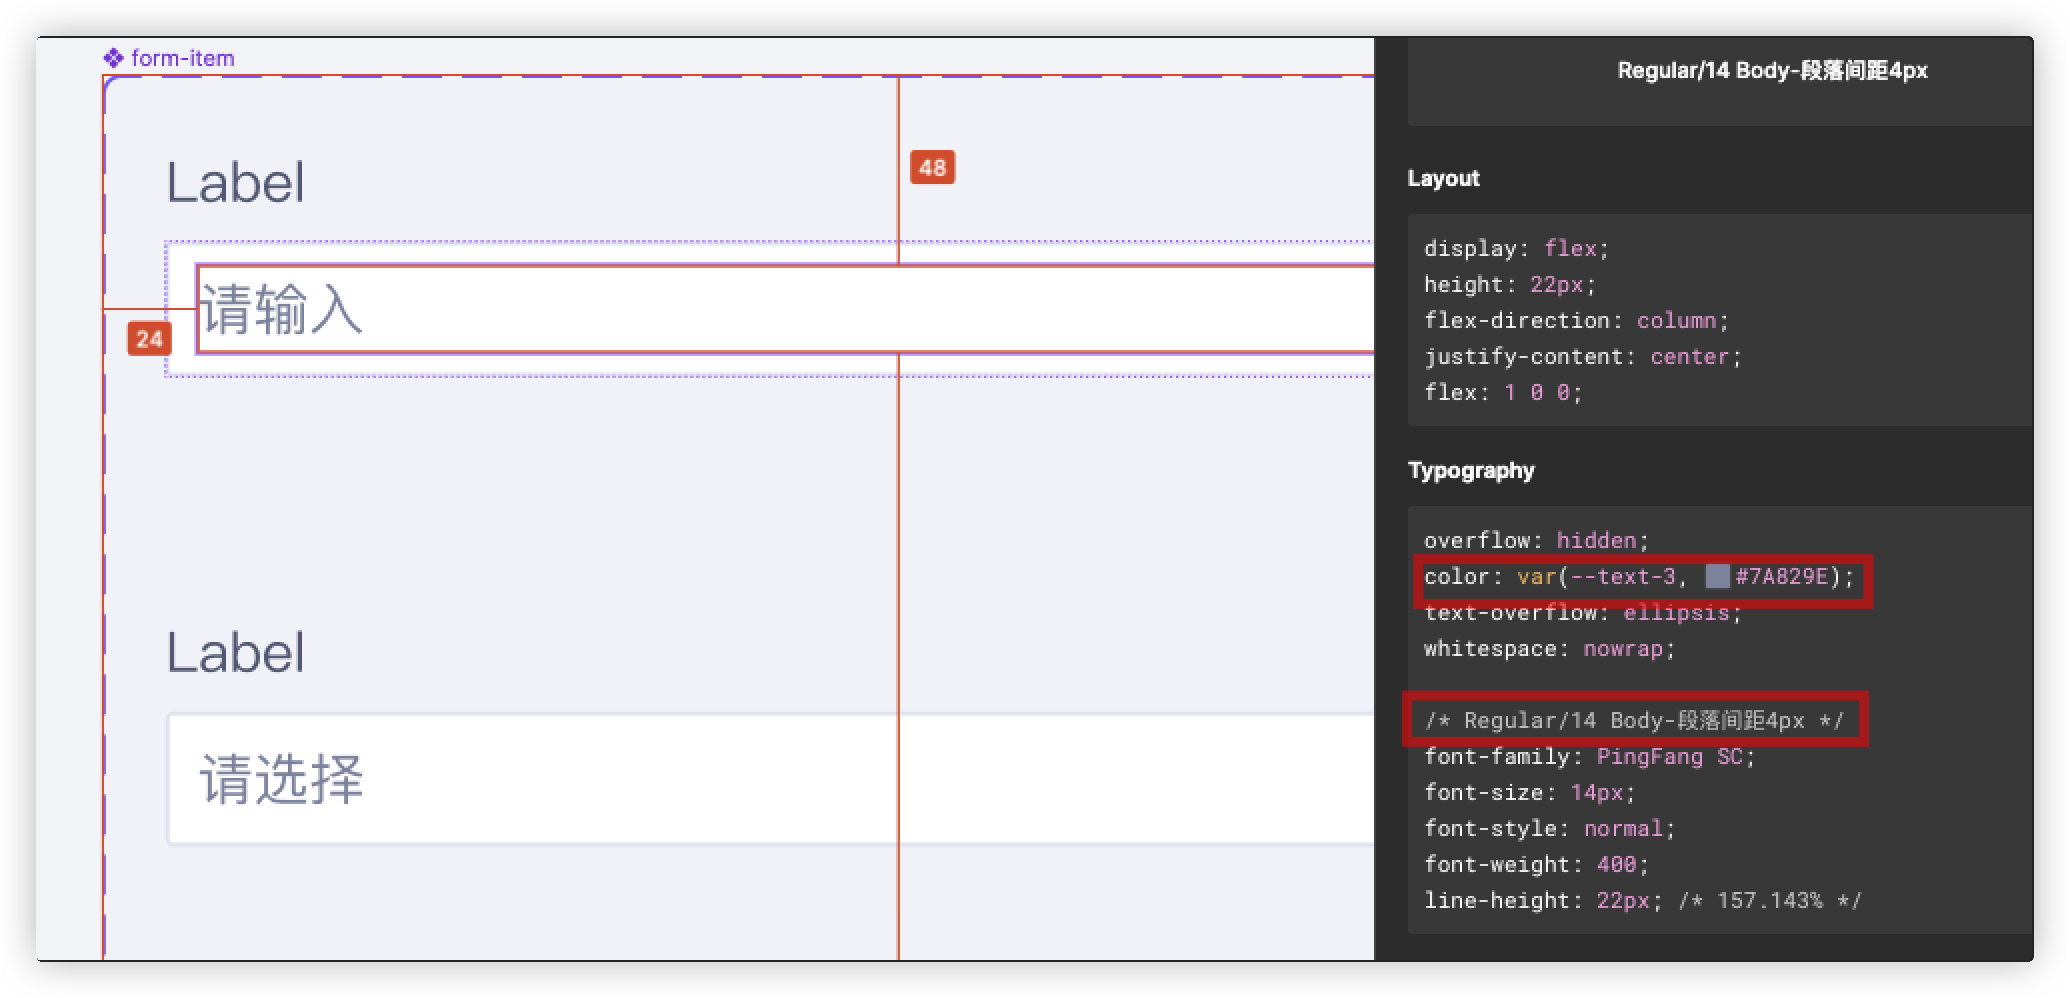 form-item
Label
48
请输入
24
Label
请选择
Regular/14 Body-段落间距4px
Layout
display: flex;
height: 22px;
flex-direction: column;
justify-content: center;
flex: 1 0 0;
Typography
overflow: hidden;
color: var(--text-3, #7A829E);
text-overflow: ellipsis;
whitespace: nowrap;
/* Regular/14 Body-段落间距4px */
font-family: PingFang SC;
font-size: 14px;
font-style: normal;
font-weight: 400;
line-height: 22px; /* 157.143% */